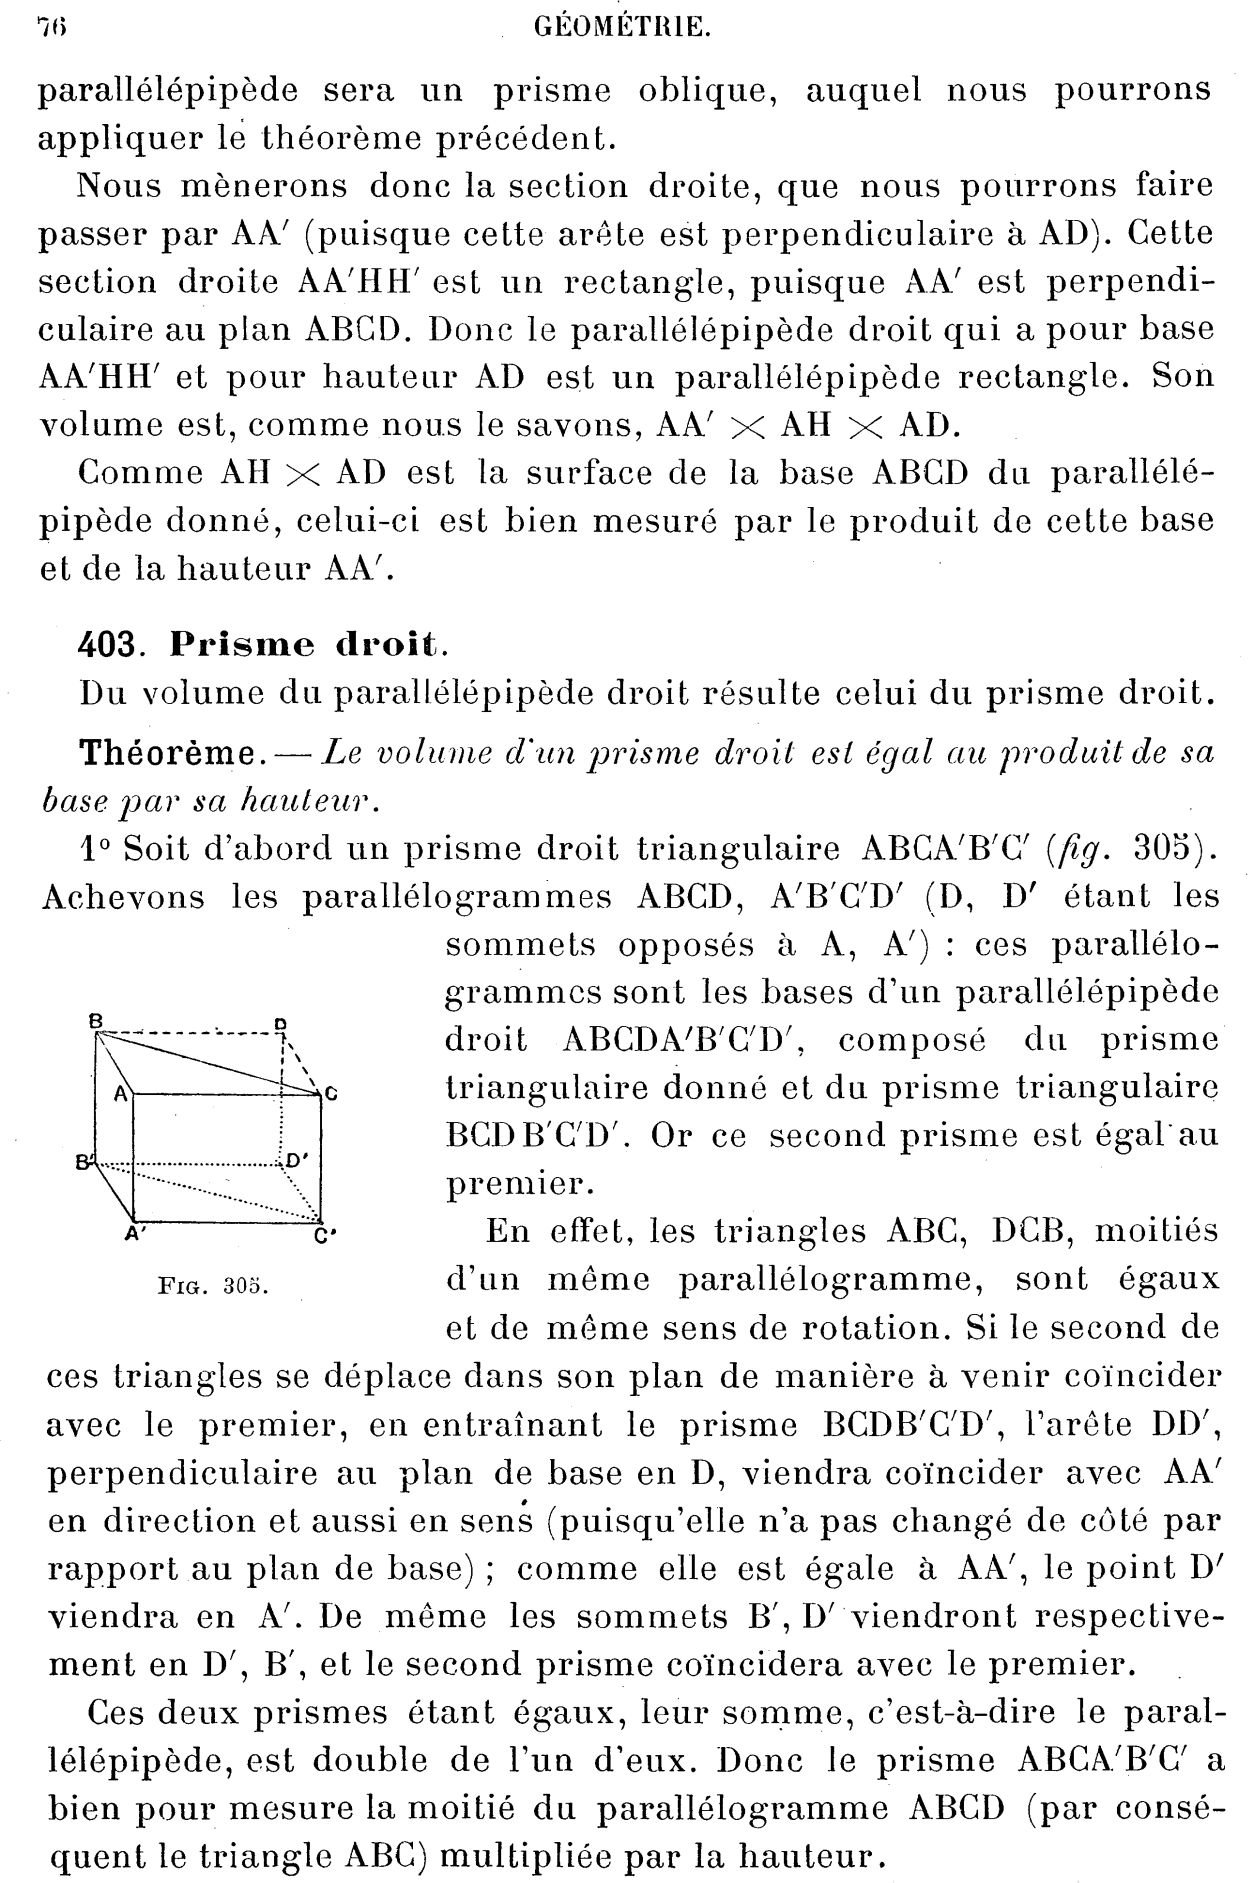 76
GÉOMÉTRIE.
parallélépipède sera un prisme oblique, auquel nous pourrons
appliquer le théorème précédent.
Nous mènerons donc la section droite, que nous pourrons faire
passer par AA′ (puisque cette arête est perpendiculaire à AD). Cette
section droite AA′HH′ est un rectangle, puisque AA′ est perpendi-
culaire au plan ABCD. Donc le parallélépipède droit qui a pour base
AA′HH′ et pour hauteur AD est un parallélépipède rectangle. Son
volume est, comme nous le savons, AA′ × AH × AD.
Comme AH × AD est la surface de la base ABCD du parallélé-
pipède donné, celui-ci est bien mesuré par le produit de cette base
et de la hauteur AA′.
403. Prisme droit.
Du volume du parallélépipède droit résulte celui du prisme droit.
Théorème. — Le volume d'un prisme droit est égal au produit de sa
base par sa hauteur.
1º Soit d'abord un prisme droit triangulaire ABCA′B′C′ (fig. 305).
Achevons les parallélogrammes ABCD, A′B′C′D′ (D, D′ étant les
sommets opposés à A, A′) : ces parallélo-
grammes sont les bases d'un parallélépipède
droit ABCDA′B′C′D′, composé du prisme
triangulaire donné et du prisme triangulaire
BCDB′C′D′. Or ce second prisme est égal au
premier.
B
D
A
C
B′
D′
A′
C′
FIG. 305.
En effet, les triangles ABC, DCB, moitiés
d'un même parallélogramme, sont égaux
et de même sens de rotation. Si le second de
ces triangles se déplace dans son plan de manière à venir coïncider
avec le premier, en entraînant le prisme BCDB′C′D′, l'arête DD′,
perpendiculaire au plan de base en D, viendra coïncider avec AA′
en direction et aussi en sens (puisqu'elle n'a pas changé de côté par
rapport au plan de base) ; comme elle est égale à AA′, le point D′
viendra en A′. De même les sommets B′, D′ viendront respective-
ment en D′, B′, et le second prisme coïncidera avec le premier.
Ces deux prismes étant égaux, leur somme, c'est-à-dire le paral-
lélépipède, est double de l'un d'eux. Donc le prisme ABCA′B′C′ a
bien pour mesure la moitié du parallélogramme ABCD (par consé-
quent le triangle ABC) multipliée par la hauteur.